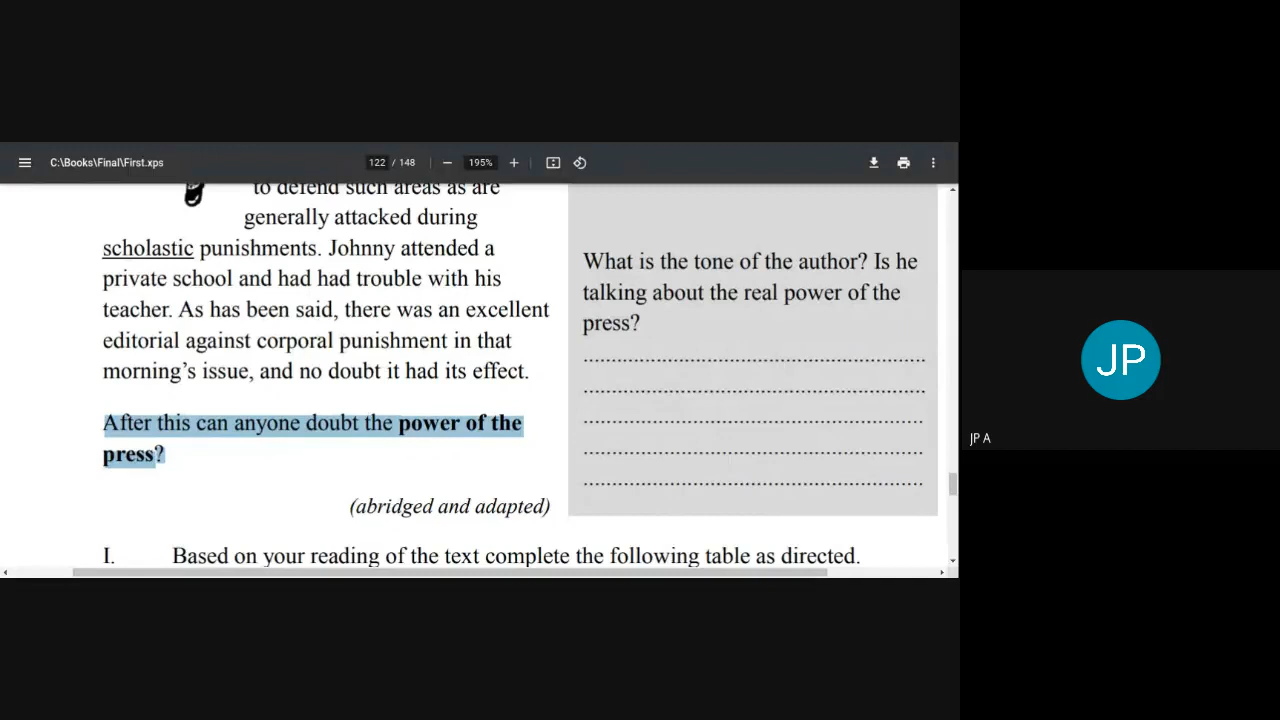 C:\Books\Final\First.xps
122 / 148
195%
to defend such areas as are
generally attacked during
scholastic punishments. Johnny attended a
private school and had had trouble with his
teacher. As has been said, there was an excellent
editorial against corporal punishment in that
morning’s issue, and no doubt it had its effect.
After this can anyone doubt the power of the
press?
(abridged and adapted)
What is the tone of the author? Is he
talking about the real power of the
press?
I. Based on your reading of the text complete the following table as directed.
JP
JP A